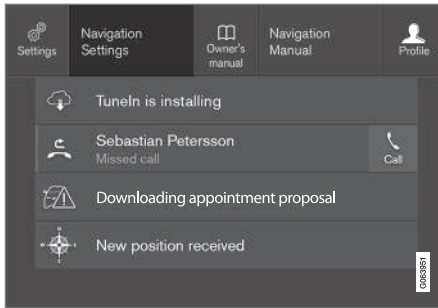 Settings
Navigation
Settings
Owner's
manual
Navigation
Manual
Profile
TuneIn is installing
Sebastian Petersson
Missed call
Call
Downloading appointment proposal
New position received
G063951